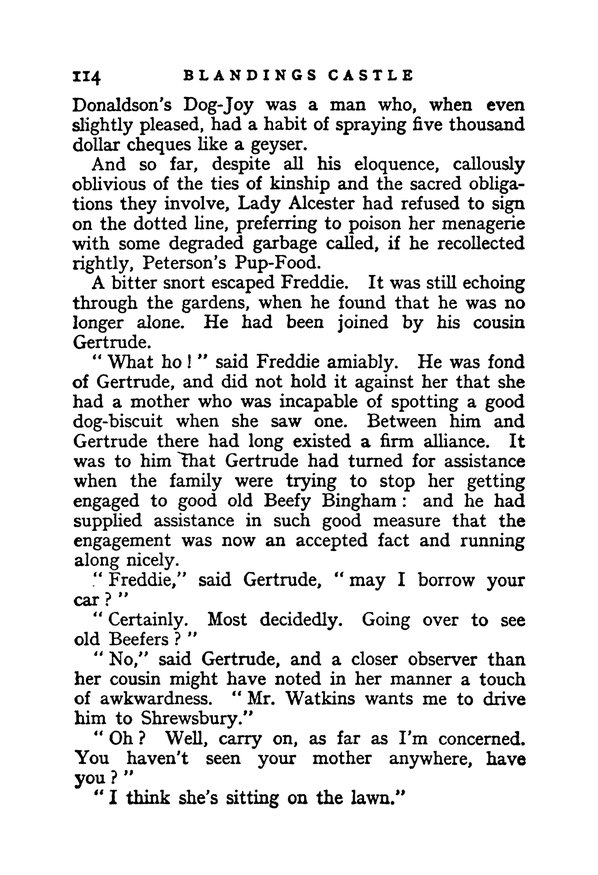 114 BLANDINGS CASTLE
Donaldson's Dog-Joy was a man who, when even
slightly pleased, had a habit of spraying five thousand
dollar cheques like a geyser.
And so far, despite all his eloquence, callously
oblivious of the ties of kinship and the sacred obliga-
tions they involve, Lady Alcester had refused to sign
on the dotted line, preferring to poison her menagerie
with some degraded garbage called, if he recollected
rightly, Peterson's Pup-Food.
A bitter snort escaped Freddie. It was still echoing
through the gardens, when he found that he was no
longer alone. He had been joined by his cousin
Gertrude.
" What ho ! " said Freddie amiably. He was fond
of Gertrude, and did not hold it against her that she
had a mother who was incapable of spotting a good
dog-biscuit when she saw one. Between him and
Gertrude there had long existed a firm alliance. It
was to him that Gertrude had turned for assistance
when the family were trying to stop her getting
engaged to good old Beefy Bingham : and he had
supplied assistance in such good measure that the
engagement was now an accepted fact and running
along nicely.
" Freddie," said Gertrude, " may I borrow your
car ? "
" Certainly. Most decidedly. Going over to see
old Beefers ? "
" No," said Gertrude, and a closer observer than
her cousin might have noted in her manner a touch
of awkwardness. " Mr. Watkins wants me to drive
him to Shrewsbury."
" Oh ? Well, carry on, as far as I'm concerned.
You haven't seen your mother anywhere, have
you ? "
" I think she's sitting on the lawn."